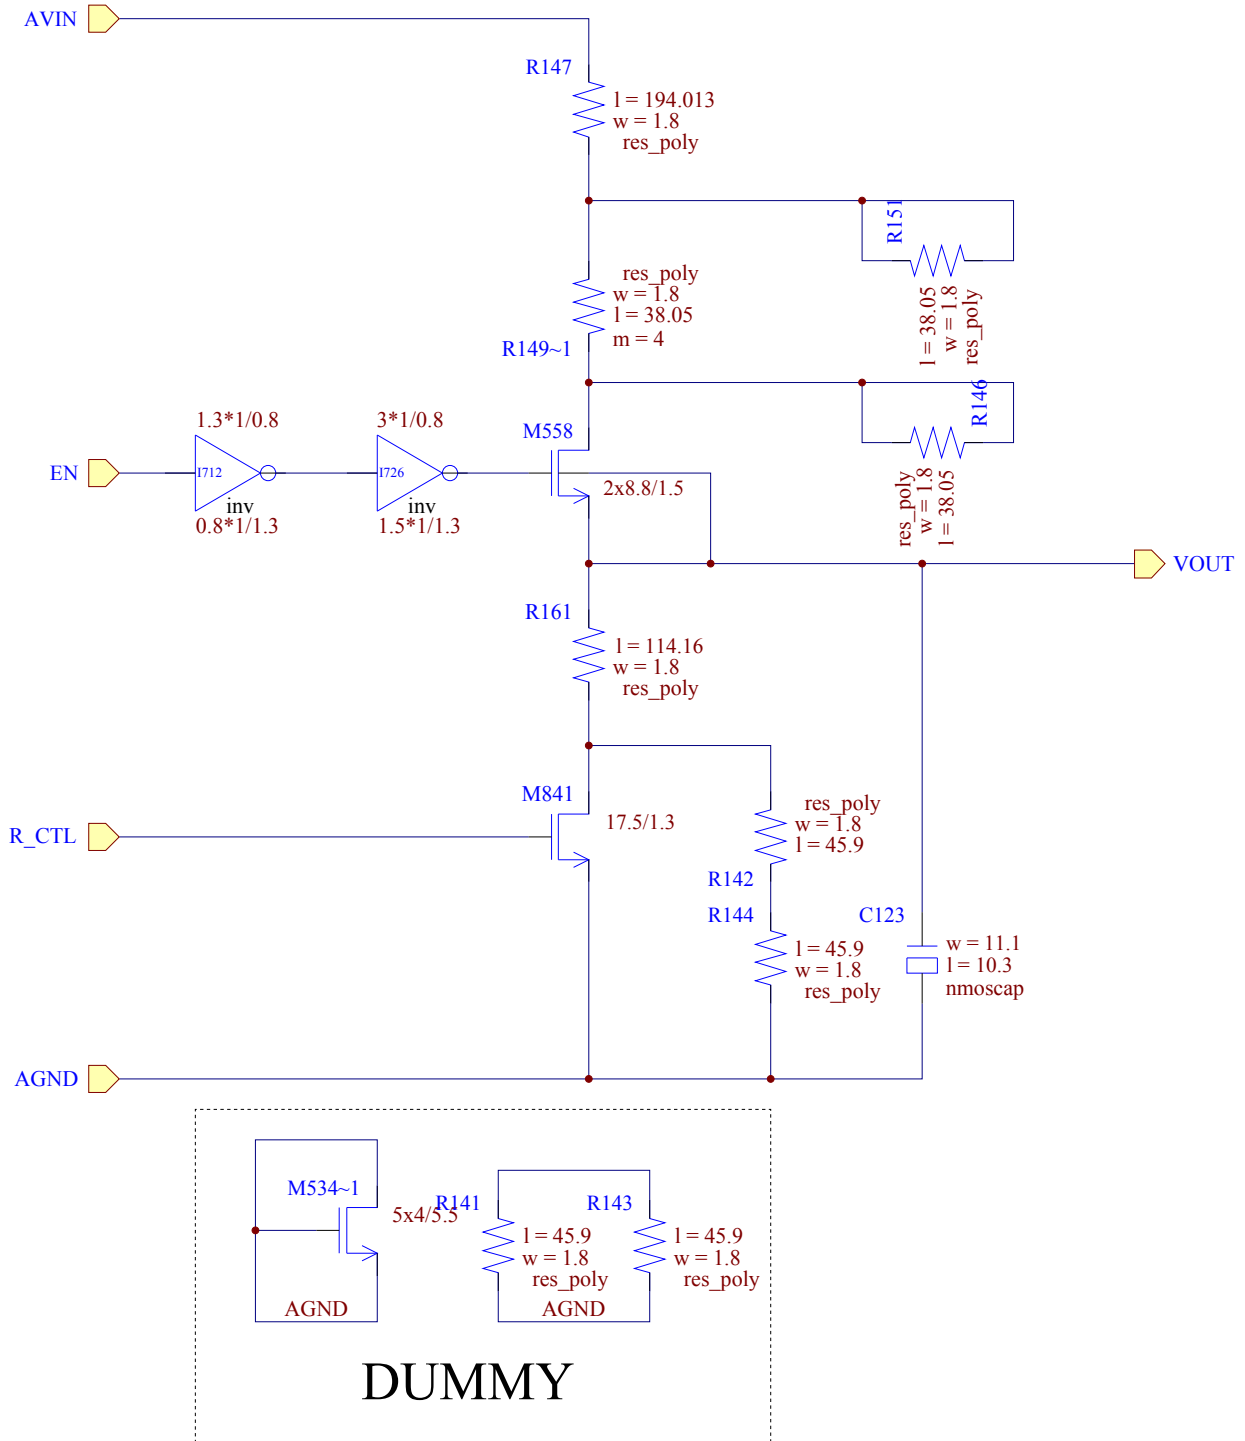 AVIN
R147
l = 194.013
w = 1.8
res_poly
R151
l = 38.05
w = 1.8
res_poly
res_poly
w = 1.8
l = 38.05
m = 4
R149~1
R146
res_poly
w = 1.8
l = 38.05
1.3*1/0.8
3*1/0.8
M558
EN
I712
I726
inv
inv
0.8*1/1.3
1.5*1/1.3
2x8.8/1.5
VOUT
R161
l = 114.16
w = 1.8
res_poly
M841
17.5/1.3
R_CTL
res_poly
w = 1.8
l = 45.9
R142
R144
l = 45.9
w = 1.8
res_poly
C123
w = 11.1
l = 10.3
nmoscap
AGND
M534~1
5x4/5.5
AGND
R141
l = 45.9
w = 1.8
res_poly
R143
l = 45.9
w = 1.8
res_poly
AGND
DUMMY